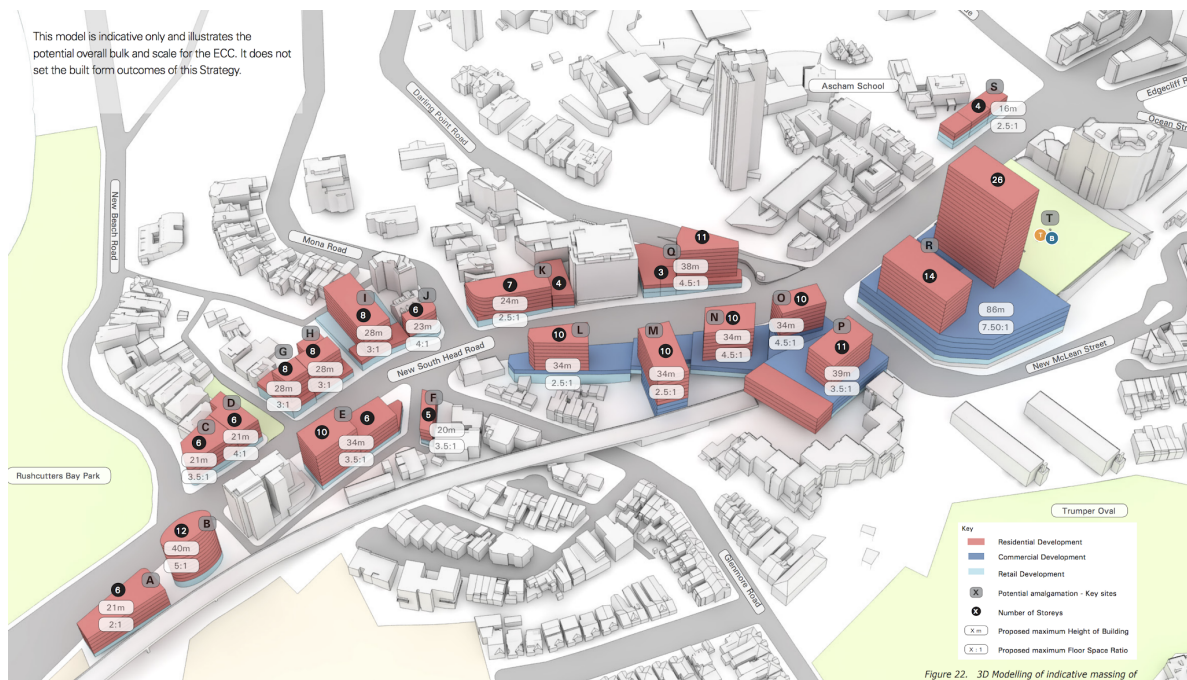 This model is indicative only and illustrates the
potential overall bulk and scale for the ECC. It does not
set the built form outcomes of this Strategy.
Darling Point Road
Ascham School
S
4
16m
2.5:1
Edgecliff
Ocean
New Beach Road
Mona Road
26
T
T
B
R
14
86m
7.50:1
New McLean Street
11
Q
3
38m
4.5:1
K
7
4
24m
2.5:1
I
8
28m
3:1
J
6
23m
4:1
H
8
28m
3:1
G
8
28m
3:1
New South Head Road
L
10
34m
2.5:1
M
10
34m
2.5:1
N
10
34m
4.5:1
O
10
34m
4.5:1
P
11
39m
3.5:1
D
6
21m
4:1
C
6
21m
3.5:1
E
10
6
34m
3.5:1
F
5
20m
3.5:1
Rushcutters Bay Park
B
12
40m
5:1
A
6
21m
2:1
Glenmore Road
Trumper Oval
Key
Residential Development
Commercial Development
Retail Development
X Potential amalgamation - Key sites
X Number of Storeys
X m Proposed maximum Height of Building
X : 1 Proposed maximum Floor Space Ratio
Figure 22. 3D Modelling of indicative massing of